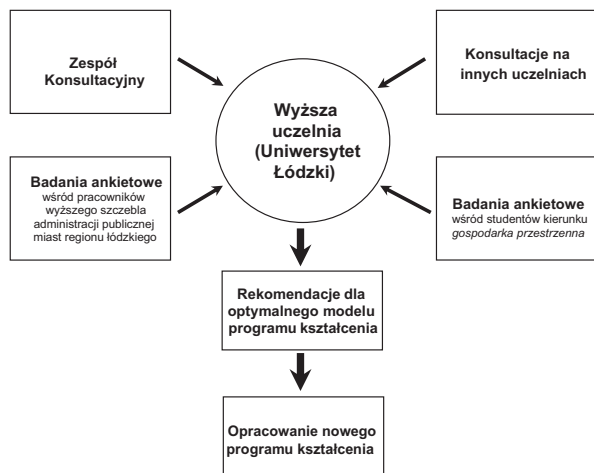 Zespół
Konsultacyjny
Konsultacje na
innych uczelniach
Wyższa
uczelnia
(Uniwersytet
Łódzki)
Badania ankietowe
wśród pracowników
wyższego szczebla
administracji publicznej
miast regionu łódzkiego
Badania ankietowe
wśród studentów kierunku
gospodarka przestrzenna
Rekomendacje dla
optymalnego modelu
programu kształcenia
Opracowanie nowego
programu kształcenia